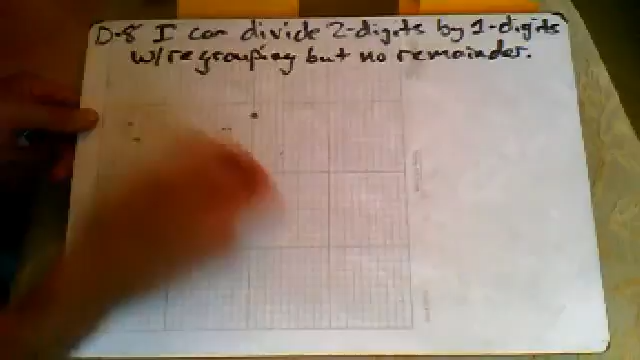 D-8 I can divide 2-digits by 1-digits
w/regrouping but no remainder.